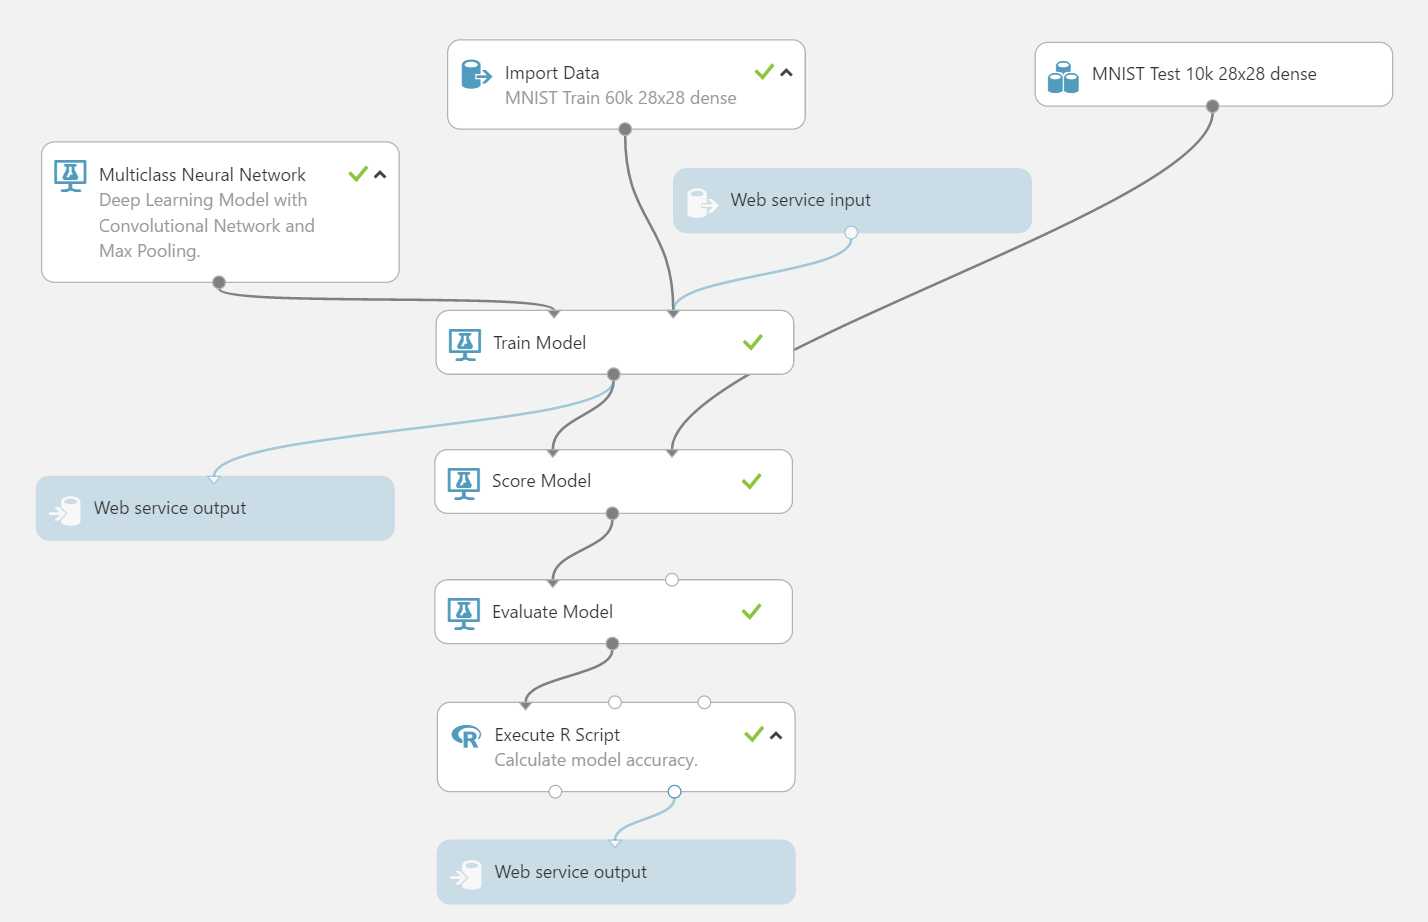 Import Data
MNIST Train 60k 28x28 dense
MNIST Test 10k 28x28 dense
Multiclass Neural Network
Deep Learning Model with
Convolutional Network and
Max Pooling.
Web service input
Train Model
Score Model
Web service output
Evaluate Model
Execute R Script
Calculate model accuracy.
Web service output